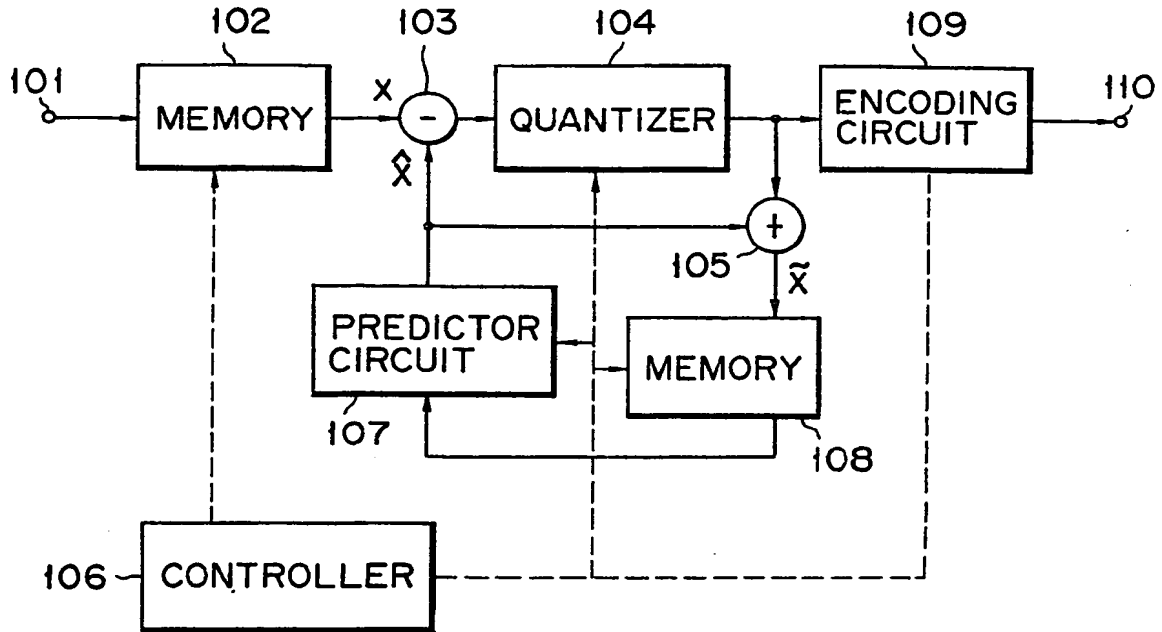 102
103
104
109
101
110
MEMORY
X
-
QUANTIZER
ENCODING
CIRCUIT
X̂
+
105
X̃
PREDICTOR
CIRCUIT
MEMORY
107
108
106
CONTROLLER